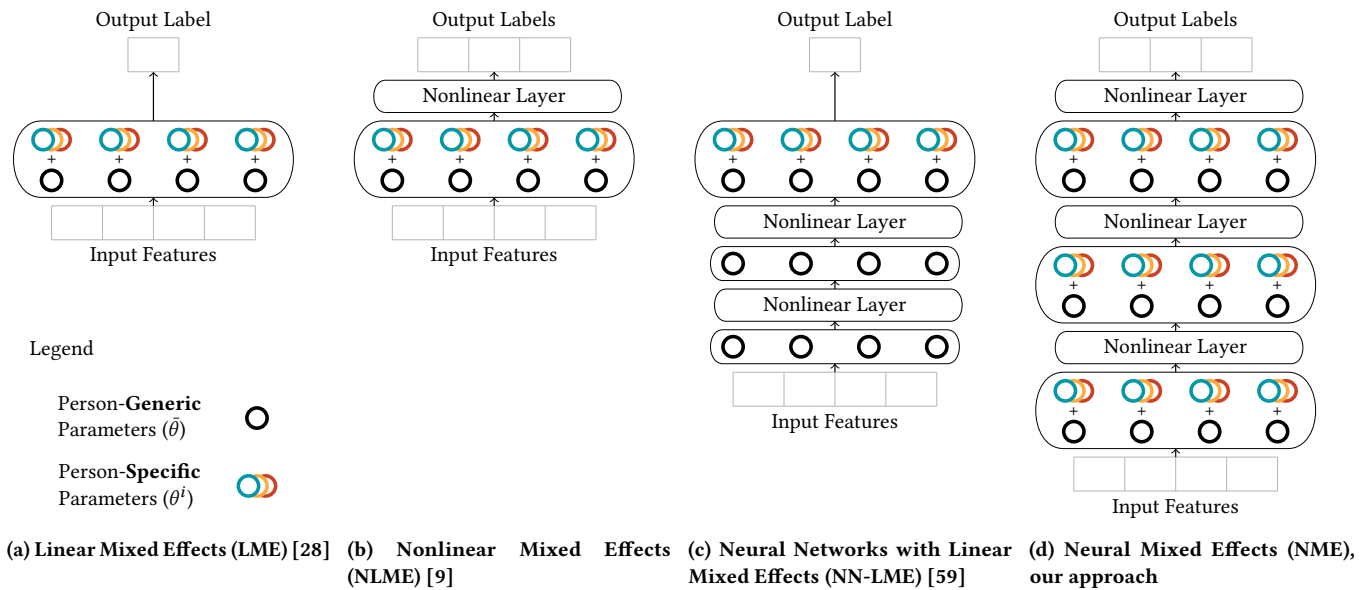 Output Label
Output Labels
Output Label
Output Labels
Nonlinear Layer
Nonlinear Layer
+ + + +
+ + + +
+ + + +
+ + + +
Nonlinear Layer
Nonlinear Layer
Input Features
Input Features
+ + + +
Nonlinear Layer
Nonlinear Layer
Legend
+ + + +
Input Features
Input Features
Person-Generic
Parameters (θ̄)
Person-Specific
Parameters (θⁱ)
(a) Linear Mixed Effects (LME) [28]
(b) Nonlinear Mixed Effects
(NLME) [9]
(c) Neural Networks with Linear
Mixed Effects (NN-LME) [59]
(d) Neural Mixed Effects (NME),
our approach